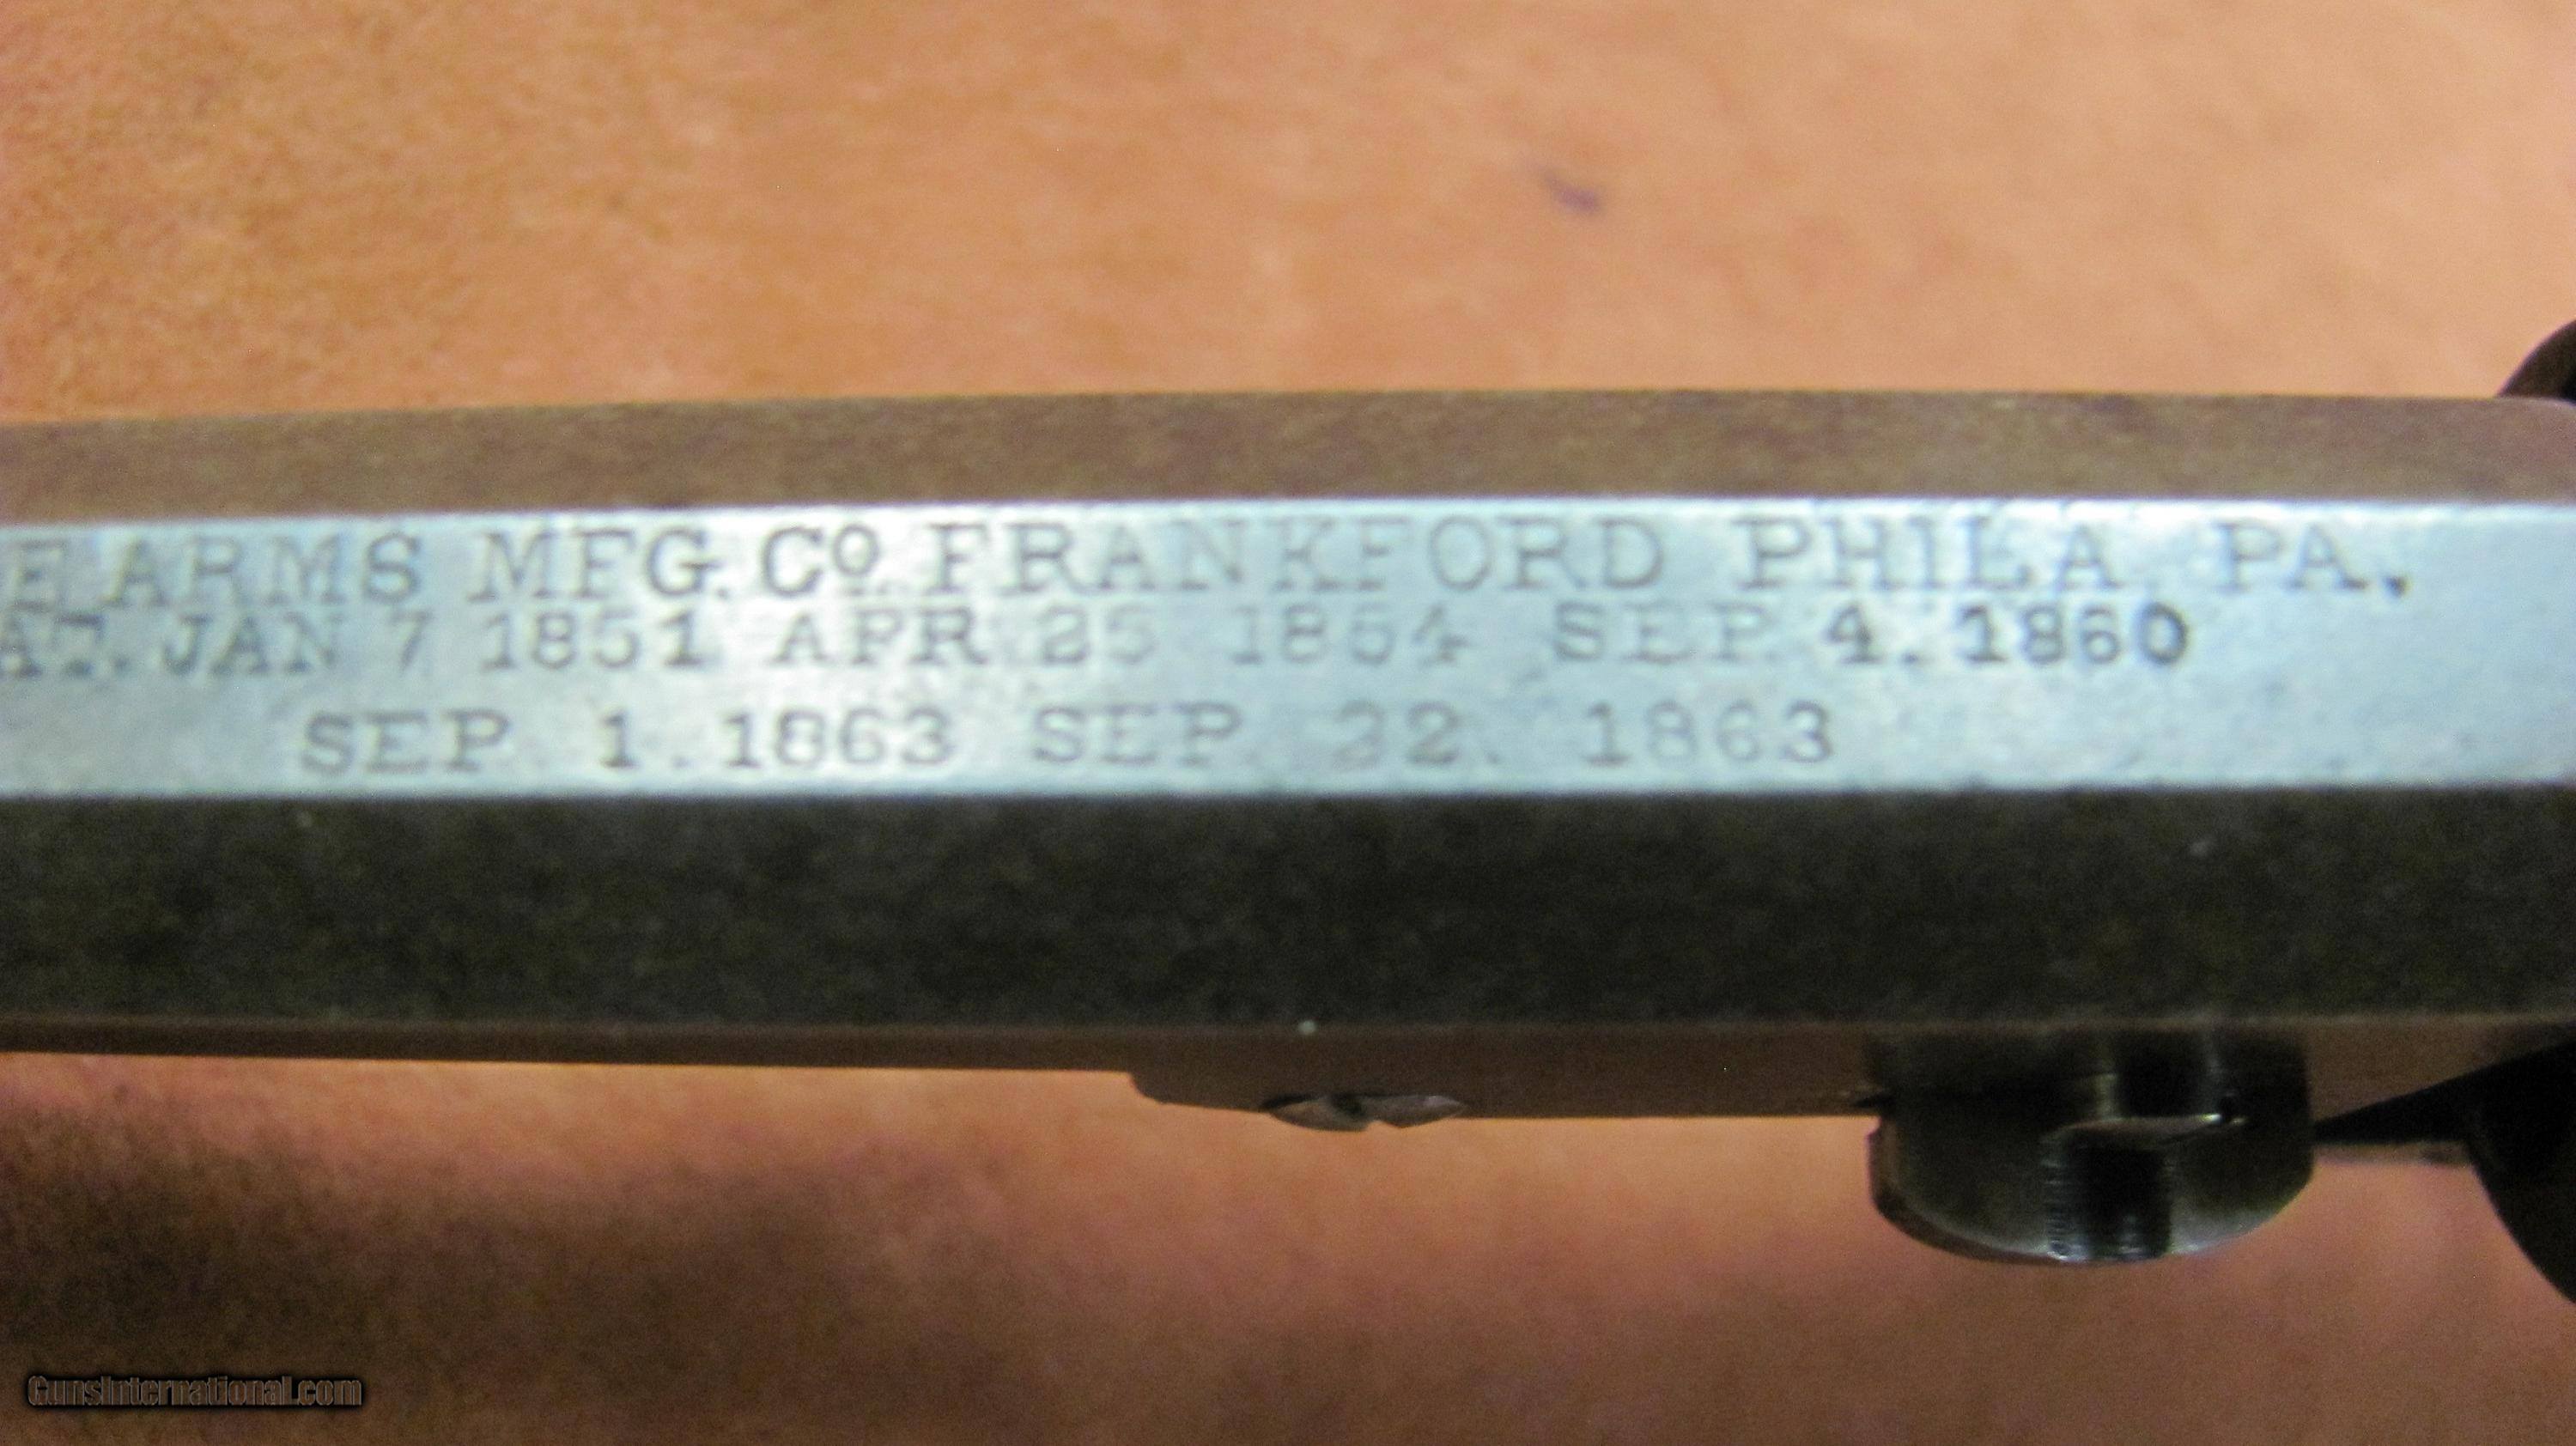 E ARMS MFG. Co. FRANKFORD PHILA. PA.
AT. JAN 7 1851 APR 25 1854 SEP. 4. 1860
SEP. 1. 1863 SEP. 22. 1863
GunsInternational.com